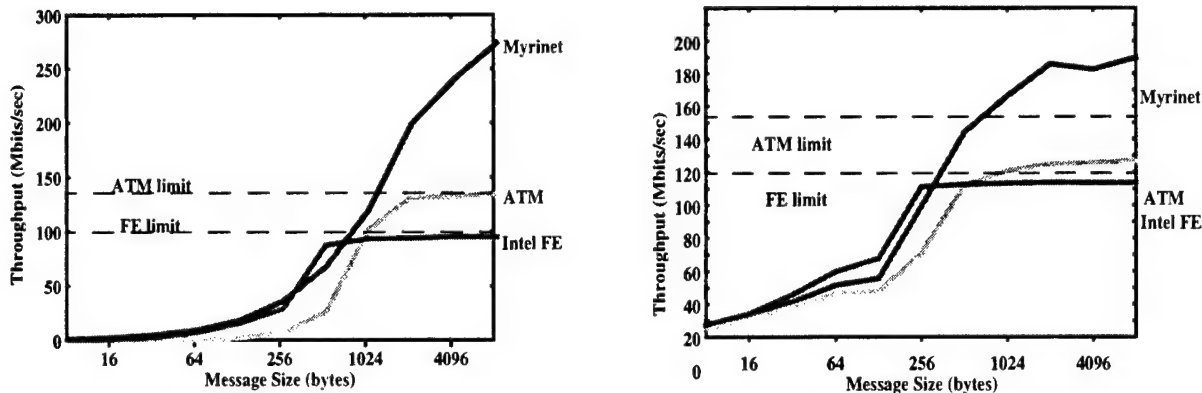 300
250
200
150
100
50
0
Throughput (Mbits/sec)
Myrinet
ATM limit
ATM
FE limit
Intel FE
16 64 256 1024 4096
Message Size (bytes)
200
180
160
140
120
100
80
60
40
20
0
Throughput (Mbits/sec)
Myrinet
ATM limit
FE limit
ATM
Intel FE
16 64 256 1024 4096
Message Size (bytes)